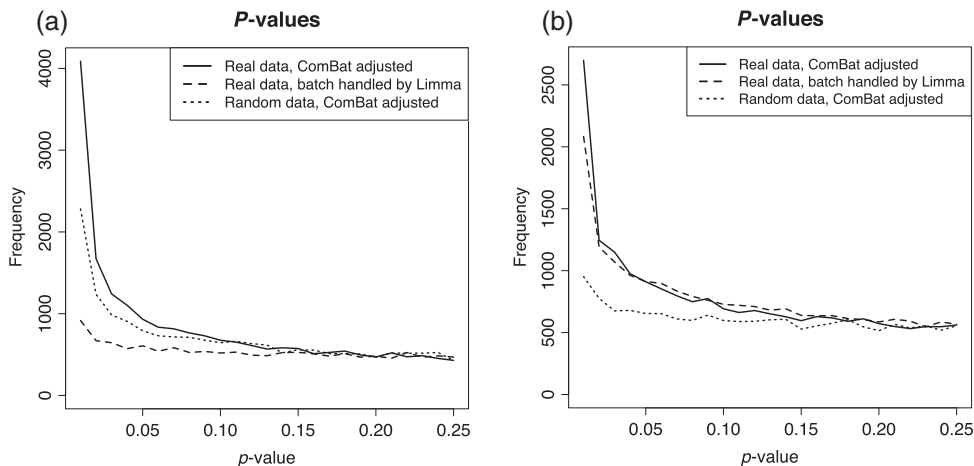 (a)
P-values
Real data, ComBat adjusted
Real data, batch handled by Limma
Random data, ComBat adjusted
Frequency
4000
3000
2000
1000
0
0.05 0.10 0.15 0.20 0.25
p-value
(b)
P-values
Real data, ComBat adjusted
Real data, batch handled by Limma
Random data, ComBat adjusted
Frequency
2500
2000
1500
1000
500
0
0.05 0.10 0.15 0.20 0.25
p-value